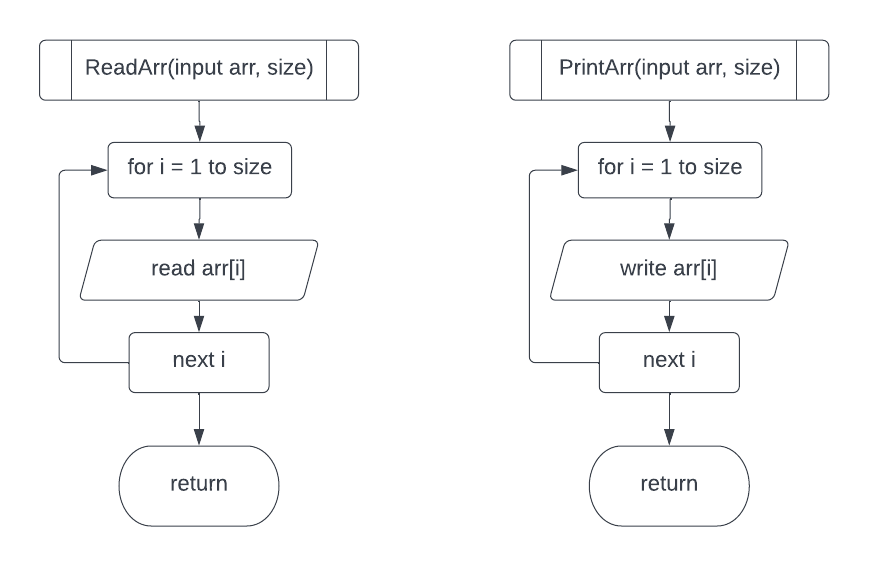 ReadArr(input arr, size)
for i = 1 to size
read arr[i]
next i
return
PrintArr(input arr, size)
for i = 1 to size
write arr[i]
next i
return